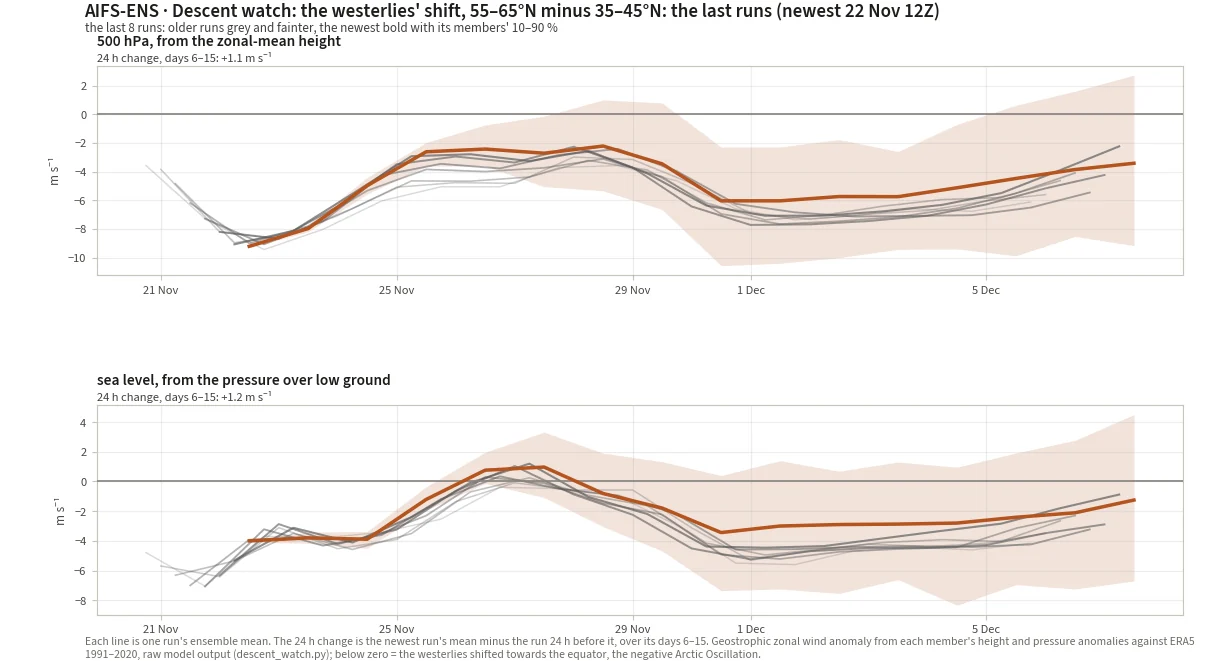 AIFS-ENS · Descent watch: the westerlies' shift, 55–65°N minus 35–45°N: the last runs (newest 22 Nov 12Z)
the last 8 runs: older runs grey and fainter, the newest bold with its members' 10–90 %
500 hPa, from the zonal-mean height
24 h change, days 6–15: +1.1 m s⁻¹
2
0
−2
−4
−6
−8
−10
m s⁻¹
21 Nov
25 Nov
29 Nov
1 Dec
5 Dec
sea level, from the pressure over low ground
24 h change, days 6–15: +1.2 m s⁻¹
4
2
0
−2
−4
−6
−8
m s⁻¹
21 Nov
25 Nov
29 Nov
1 Dec
5 Dec
Each line is one run's ensemble mean. The 24 h change is the newest run's mean minus the run 24 h before it, over its days 6–15. Geostrophic zonal wind anomaly from each member's height and pressure anomalies against ERA5
1991–2020, raw model output (descent_watch.py); below zero = the westerlies shifted towards the equator, the negative Arctic Oscillation.